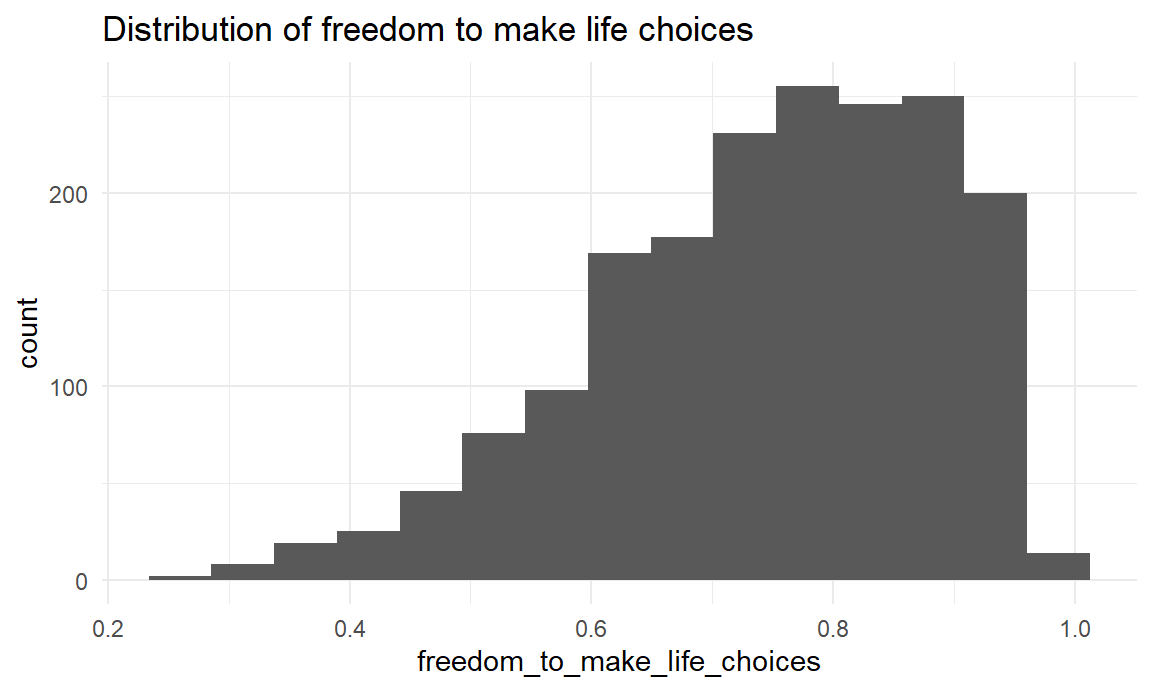 Distribution of freedom to make life choices
200
100
0
count
0.2 0.4 0.6 0.8 1.0
freedom_to_make_life_choices